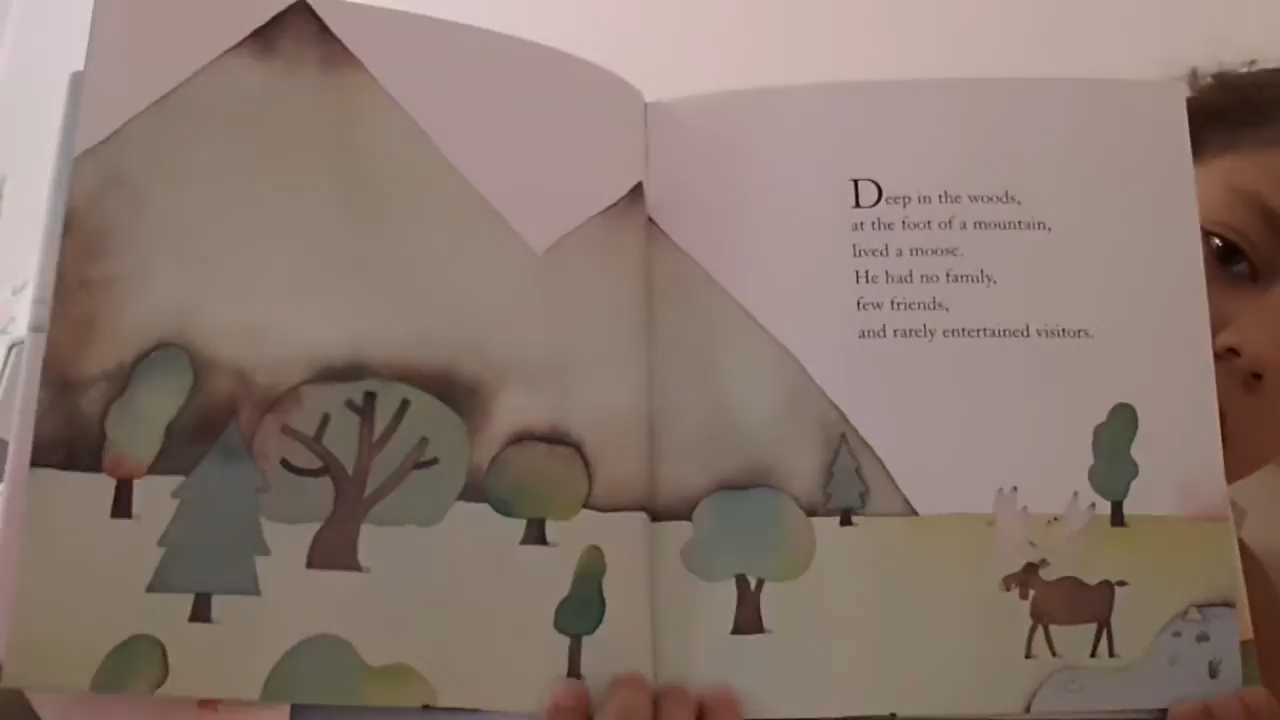 Deep in the woods,
at the foot of a mountain,
lived a moose.
He had no family,
few friends,
and rarely entertained visitors.